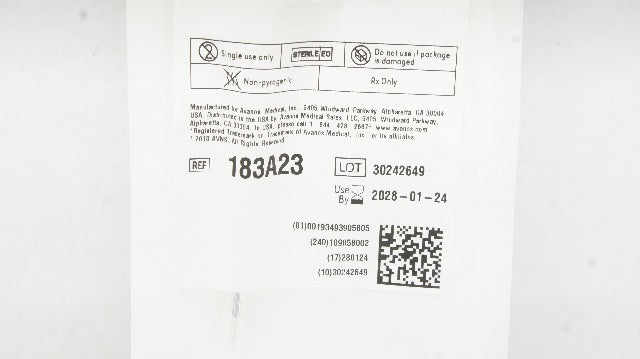 Single use only
STERILE EO
Do not use if package
is damaged
Non-pyrogenic
Rx Only
Manufactured for Avanos Medical, Inc., 5405 Windward Parkway, Alpharetta, GA 30004
USA. Distributed in the USA by Avanos Medical Sales, LLC, 5405 Windward Parkway,
Alpharetta, GA 30004. In USA, please call 1-844-428-2667 • www.avanos.com
*Registered Trademark or Trademark of Avanos Medical, Inc., or its affiliates.
© 2018 AVNS. All Rights Reserved.
REF 183A23 LOT 30242649
Use
By 2028-01-24
(01)00193493905805
(240)109058002
(17)280124
(10)30242649